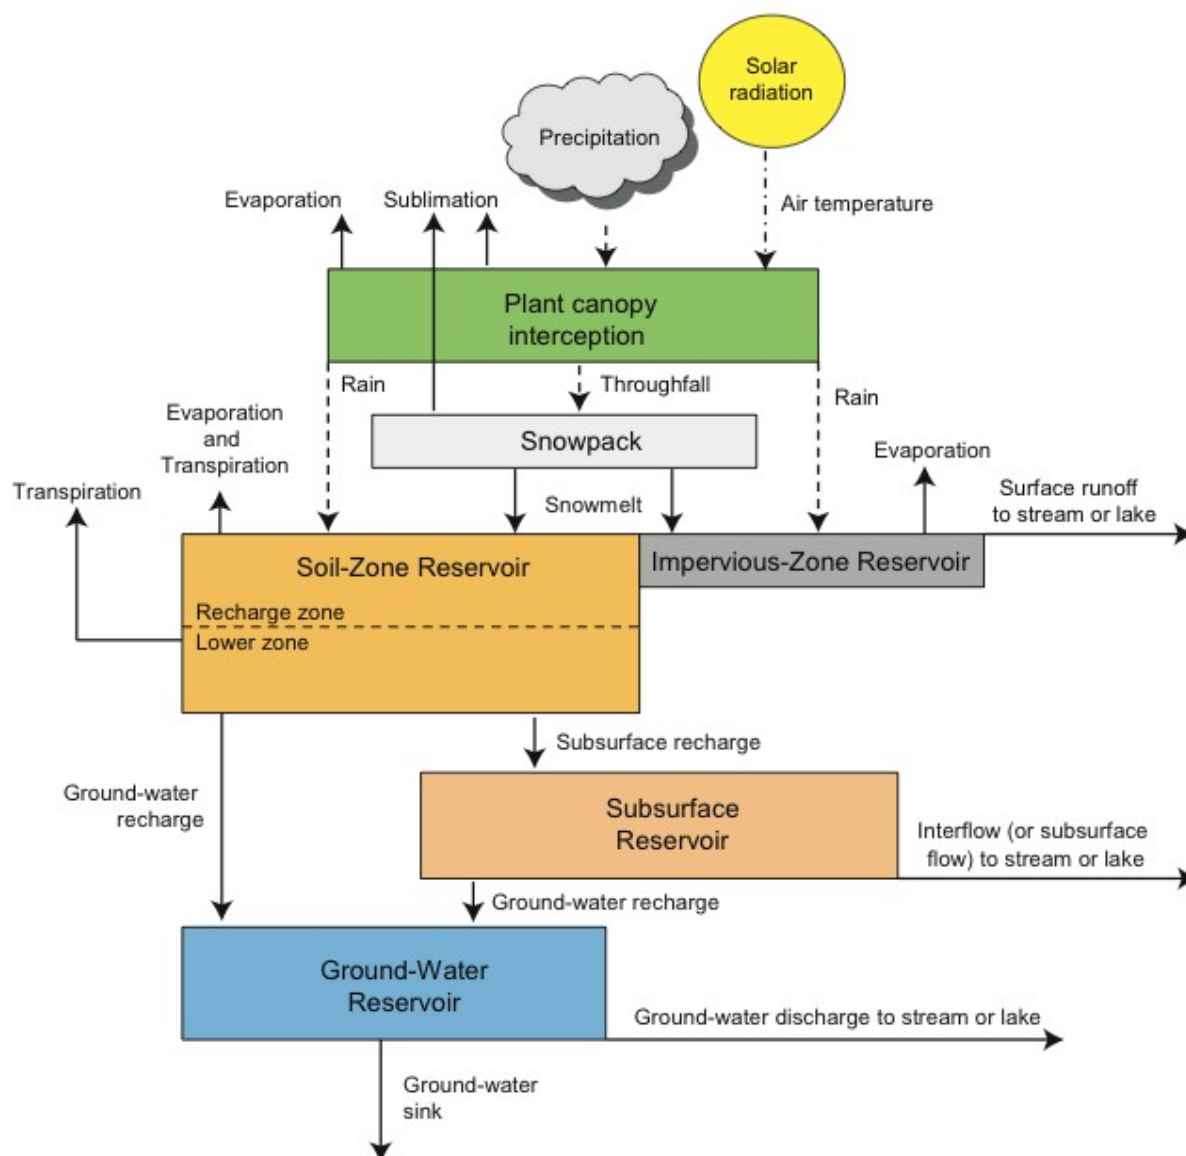 Solar
radiation
Precipitation
Evaporation
Sublimation
Air temperature
Plant canopy
interception
Rain
Throughfall
Rain
Evaporation
and
Transpiration
Snowpack
Evaporation
Transpiration
Snowmelt
Surface runoff
to stream or lake
Soil-Zone Reservoir
Impervious-Zone Reservoir
Recharge zone
Lower zone
Subsurface recharge
Ground-water
recharge
Subsurface
Reservoir
Interflow (or subsurface
flow) to stream or lake
Ground-water recharge
Ground-Water
Reservoir
Ground-water discharge to stream or lake
Ground-water
sink